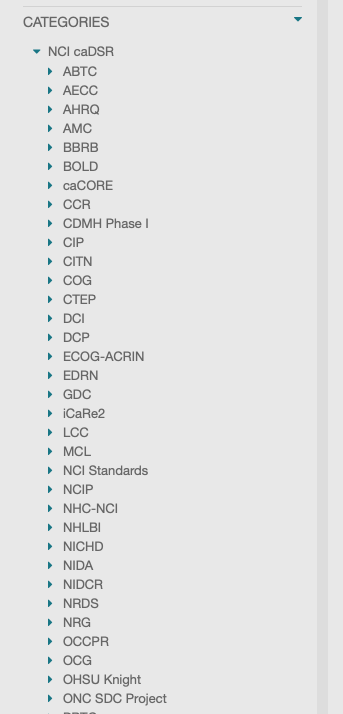 CATEGORIES
NCI caDSR
ABTC
AECC
AHRQ
AMC
BBRB
BOLD
caCORE
CCR
CDMH Phase I
CIP
CITN
COG
CTEP
DCI
DCP
ECOG-ACRIN
EDRN
GDC
iCaRe2
LCC
MCL
NCI Standards
NCIP
NHC-NCI
NHLBI
NICHD
NIDA
NIDCR
NRDS
NRG
OCCPR
OCG
OHSU Knight
ONC SDC Project